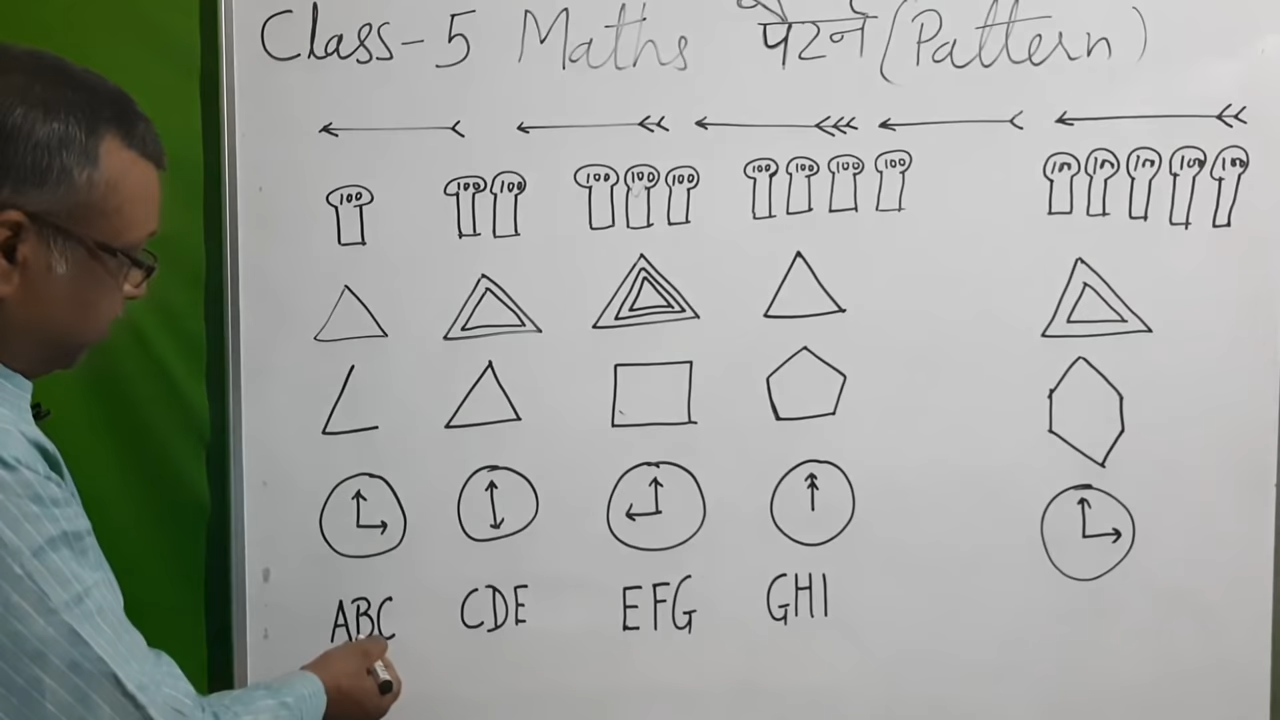 Class-5 Maths पैटर्न (Pattern)
100 100 100 100 100 100 100 100 100 100 100 100 100 100 100
ABC CDE EFG GHI